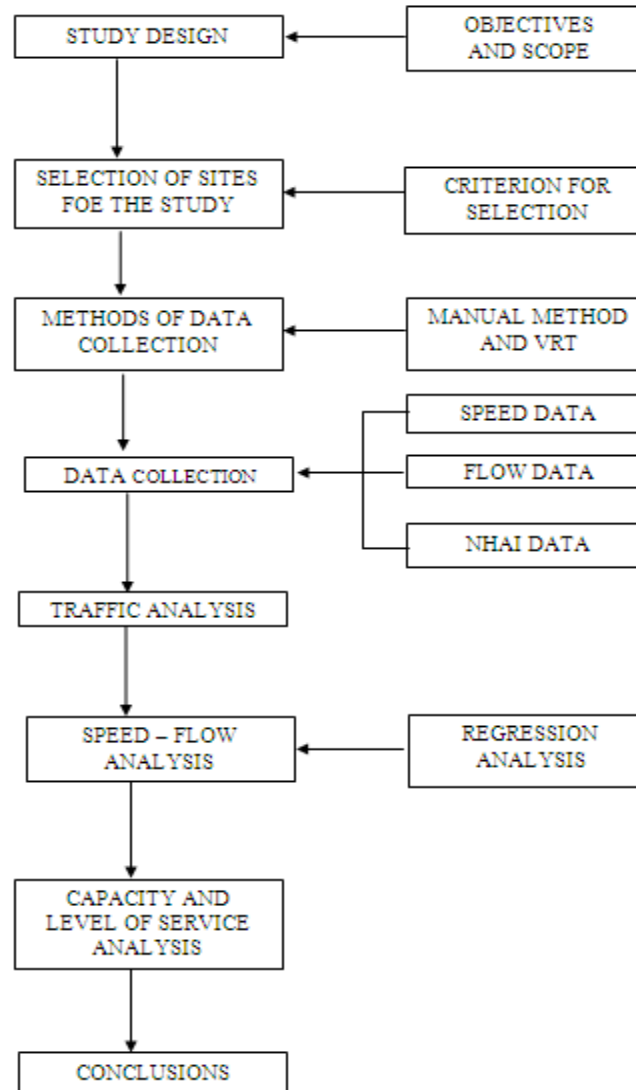 STUDY DESIGN
OBJECTIVES
AND SCOPE
SELECTION OF SITES
FOE THE STUDY
CRITERION FOR
SELECTION
METHODS OF DATA
COLLECTION
MANUAL METHOD
AND VRT
SPEED DATA
DATA COLLECTION
FLOW DATA
NHAI DATA
TRAFFIC ANALYSIS
SPEED – FLOW
ANALYSIS
REGRESSION
ANALYSIS
CAPACITY AND
LEVEL OF SERVICE
ANALYSIS
CONCLUSIONS